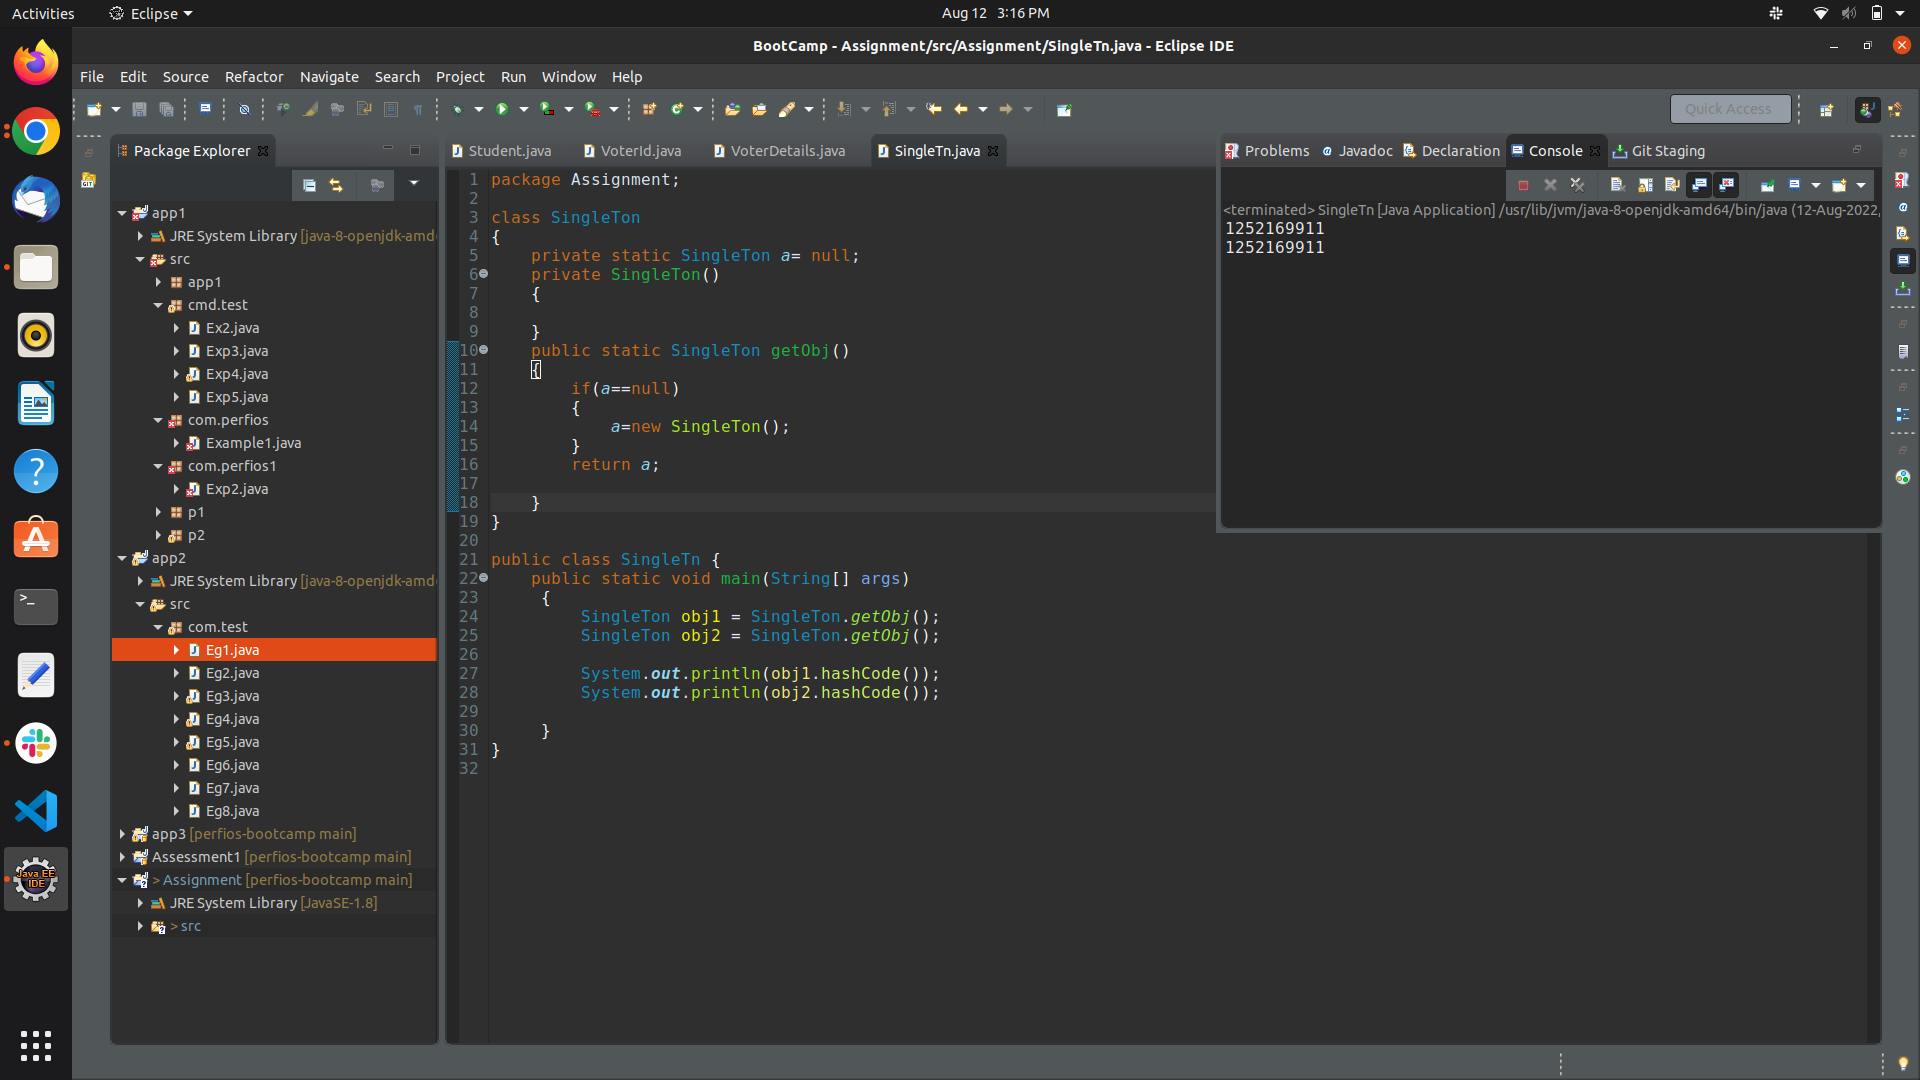 Activities
Eclipse
Aug 12 3:16 PM
BootCamp - Assignment/src/Assignment/SingleTn.java - Eclipse IDE
File Edit Source Refactor Navigate Search Project Run Window Help
Quick Access
Package Explorer
app1
JRE System Library [java-8-openjdk-amd
src
app1
cmd.test
Ex2.java
Exp3.java
Exp4.java
Exp5.java
com.perfios
Example1.java
com.perfios1
Exp2.java
p1
p2
app2
JRE System Library [java-8-openjdk-amd
src
com.test
Eg1.java
Eg2.java
Eg3.java
Eg4.java
Eg5.java
Eg6.java
Eg7.java
Eg8.java
app3 [perfios-bootcamp main]
Assessment1 [perfios-bootcamp main]
> Assignment [perfios-bootcamp main]
JRE System Library [JavaSE-1.8]
> src
Java EE
IDE
Student.java VoterId.java VoterDetails.java SingleTn.java
1 package Assignment;
2
3 class SingleTon
4 {
5 private static SingleTon a= null;
6 private SingleTon()
7 {
8
9 }
10 public static SingleTon getObj()
11 {
12 if(a==null)
13 {
14 a=new SingleTon();
15 }
16 return a;
17
18 }
19 }
20
21 public class SingleTn {
22 public static void main(String[] args)
23 {
24 SingleTon obj1 = SingleTon.getObj();
25 SingleTon obj2 = SingleTon.getObj();
26
27 System.out.println(obj1.hashCode());
28 System.out.println(obj2.hashCode());
29
30 }
31 }
32
Problems Javadoc Declaration Console Git Staging
<terminated> SingleTn [Java Application] /usr/lib/jvm/java-8-openjdk-amd64/bin/java (12-Aug-2022,
1252169911
1252169911